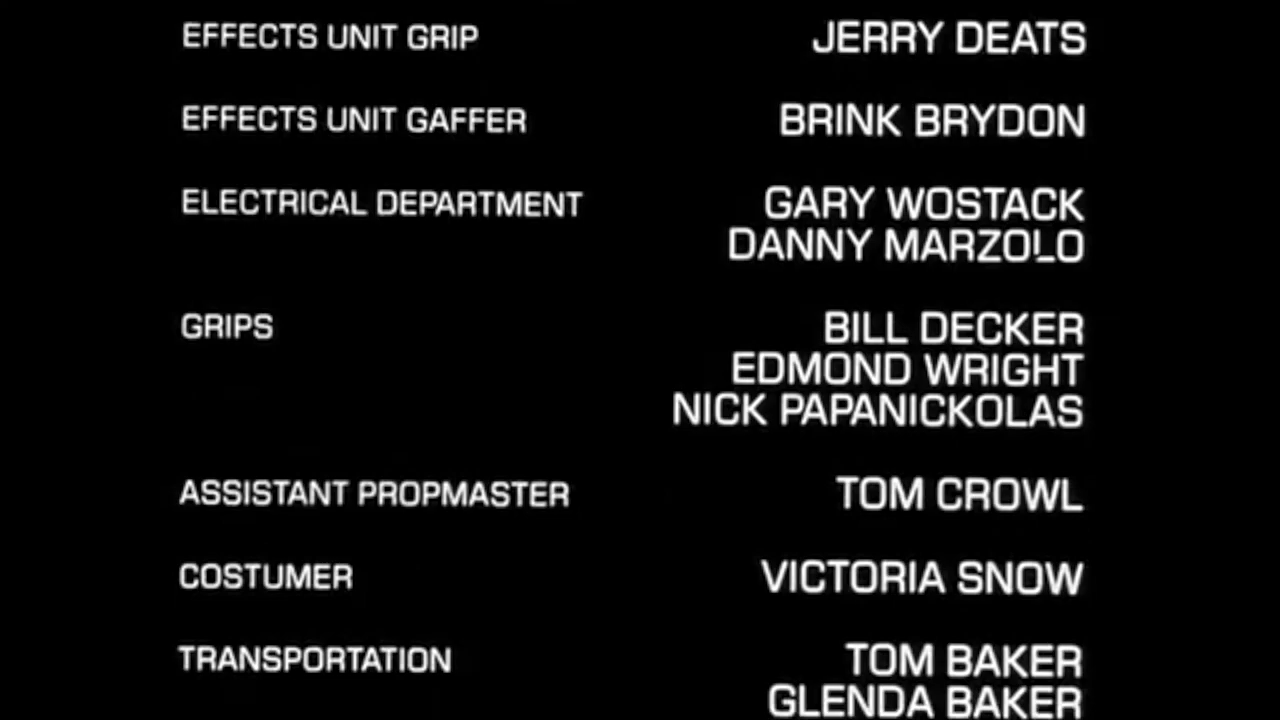 EFFECTS UNIT GRIP JERRY DEATS
EFFECTS UNIT GAFFER BRINK BRYDON
ELECTRICAL DEPARTMENT GARY WOSTACK
DANNY MARZOLO
GRIPS BILL DECKER
EDMOND WRIGHT
NICK PAPANICKOLAS
ASSISTANT PROPMASTER TOM CROWL
COSTUMER VICTORIA SNOW
TRANSPORTATION TOM BAKER
GLENDA BAKER